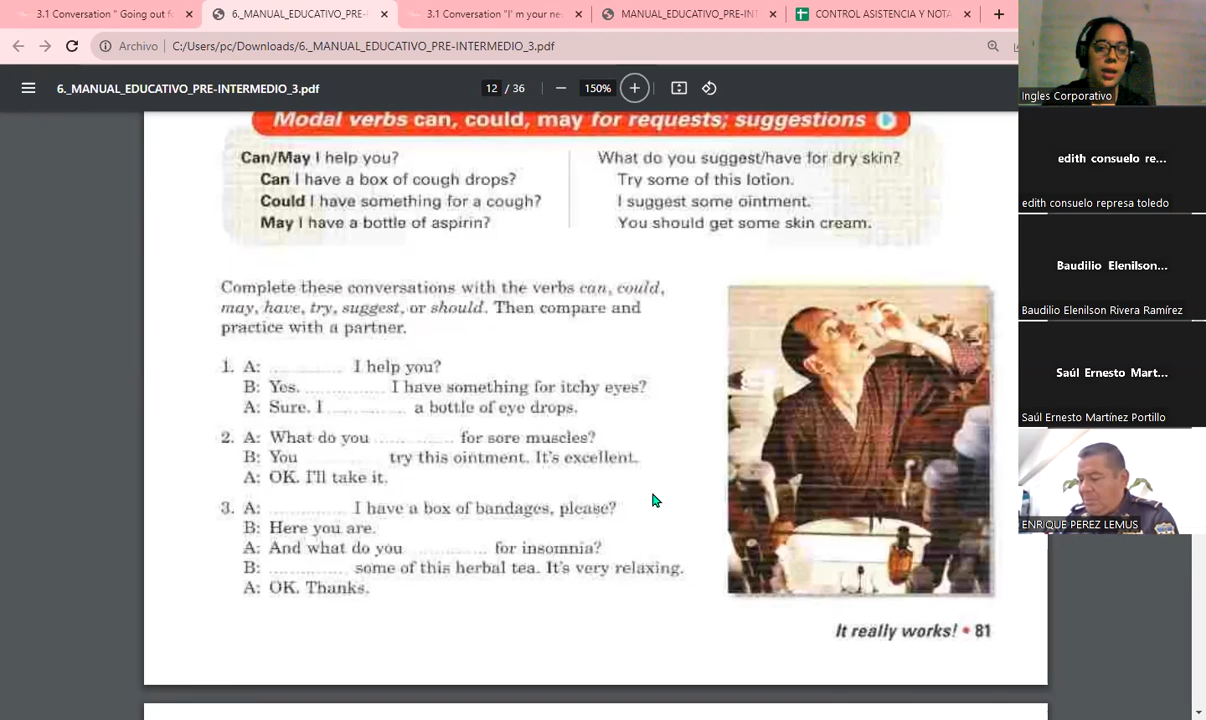 3.1 Conversation " Going out f
6._MANUAL_EDUCATIVO_PRE-I
3.1 Conversation "I' m your ne
MANUAL_EDUCATIVO_PRE-INT
CONTROL ASISTENCIA Y NOTA
Archivo
C:/Users/pc/Downloads/6._MANUAL_EDUCATIVO_PRE-INTERMEDIO_3.pdf
6._MANUAL_EDUCATIVO_PRE-INTERMEDIO_3.pdf
12 / 36
150%
Modal verbs can, could, may for requests; suggestions
Can/May I help you?
Can I have a box of cough drops?
Could I have something for a cough?
May I have a bottle of aspirin?
What do you suggest/have for dry skin?
Try some of this lotion.
I suggest some ointment.
You should get some skin cream.
Complete these conversations with the verbs can, could,
may, have, try, suggest, or should. Then compare and
practice with a partner.
1. A: ............ I help you?
B: Yes. ............ I have something for itchy eyes?
A: Sure. I ............ a bottle of eye drops.
2. A: What do you ............ for sore muscles?
B: You ............ try this ointment. It's excellent.
A: OK. I'll take it.
3. A: ............ I have a box of bandages, please?
B: Here you are.
A: And what do you ............ for insomnia?
B: ............ some of this herbal tea. It's very relaxing.
A: OK. Thanks.
It really works! • 81
Ingles Corporativo
edith consuelo re...
edith consuelo represa toledo
Baudilio Elenilson...
Baudilio Elenilson Rivera Ramírez
Saúl Ernesto Mart...
Saúl Ernesto Martínez Portillo
ENRIQUE PEREZ LEMUS